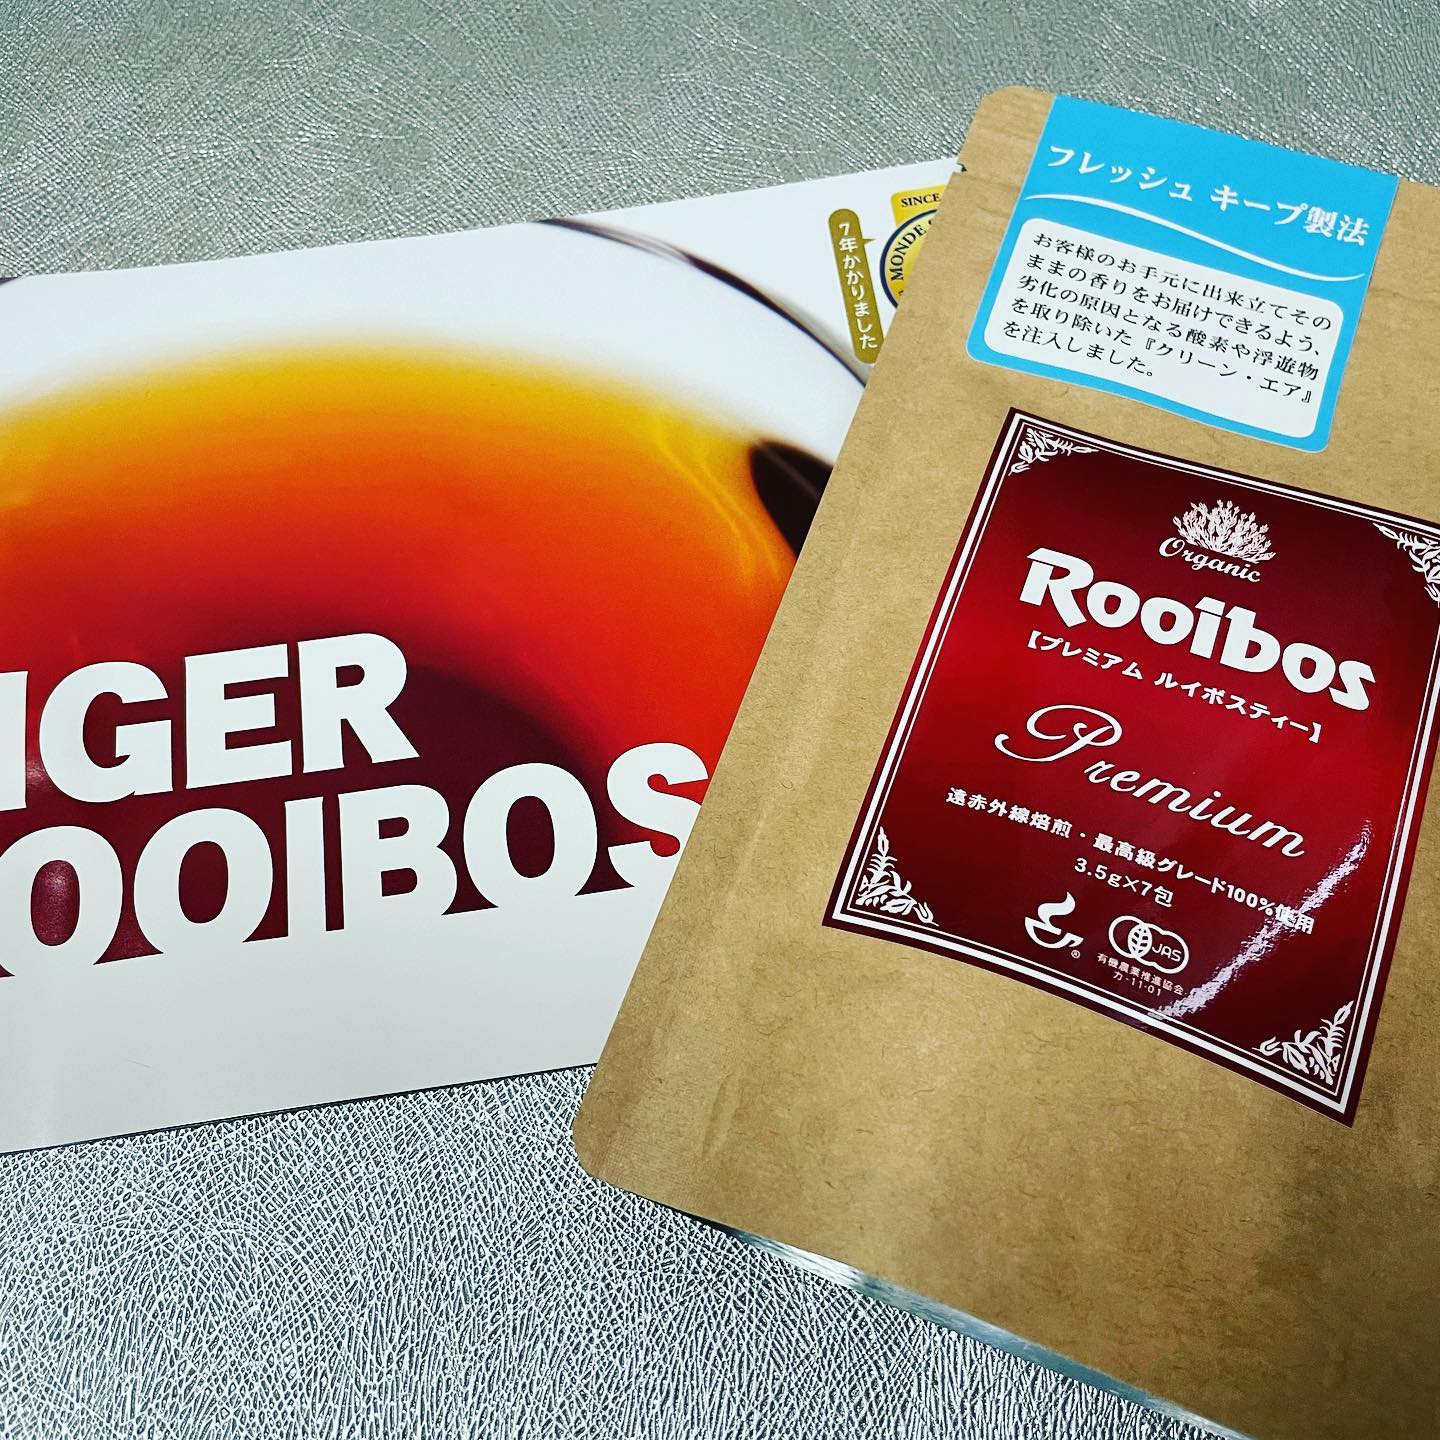 SINCE
MONDE
7年かかりました
IGER
OOIBOS
フレッシュ キープ製法
お客様のお手元に出来立てその
ままの香りをお届けできるよう、
劣化の原因となる酸素や浮遊物
を取り除いた『クリーン・エア』
を注入しました。
Organic
Rooibos
【プレミアム ルイボスティー】
Premium
遠赤外線焙煎・最高級グレード100%使用
3.5g×7包
®
JAS
有機農業推進協会
カ-11-01